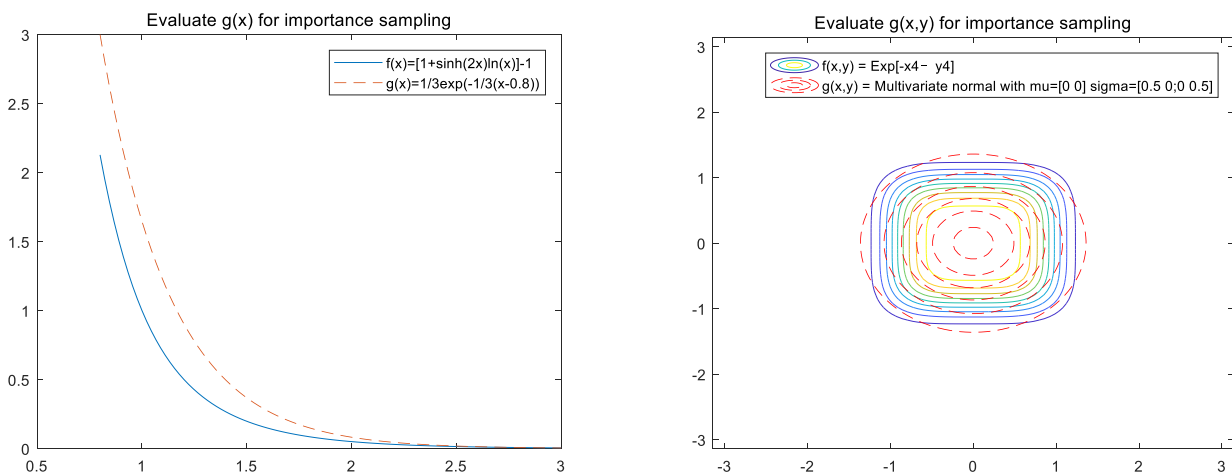 Evaluate g(x) for importance sampling
3
2.5
2
1.5
1
0.5
0
0.5 1 1.5 2 2.5 3
f(x)=[1+sinh(2x)ln(x)]-1
g(x)=1/3exp(-1/3(x-0.8))
Evaluate g(x,y) for importance sampling
3
2
1
0
-1
-2
-3
-3 -2 -1 0 1 2 3
f(x,y) = Exp[-x4− y4]
g(x,y) = Multivariate normal with mu=[0 0] sigma=[0.5 0;0 0.5]